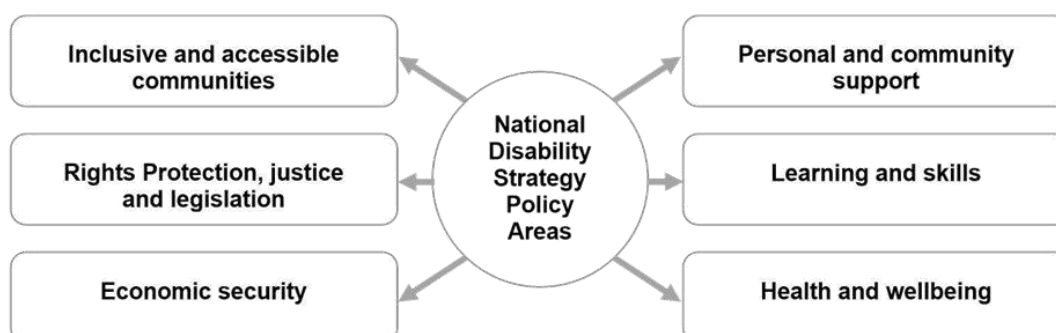 Inclusive and accessible
communities
Rights Protection, justice
and legislation
Economic security
National
Disability
Strategy
Policy
Areas
Personal and community
support
Learning and skills
Health and wellbeing